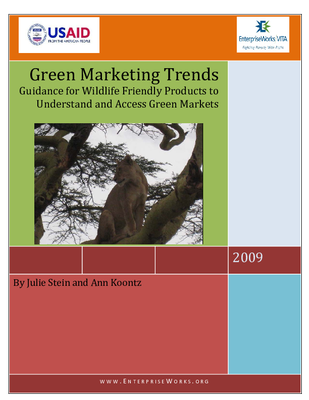 USAID
FROM THE AMERICAN PEOPLE
EnterpriseWorks/VITA
Green Marketing Trends
Guidance for Wildlife Friendly Products to
Understand and Access Green Markets
2009
By Julie Stein and Ann Koontz
WWW.ENTERPRISEWORKS.ORG